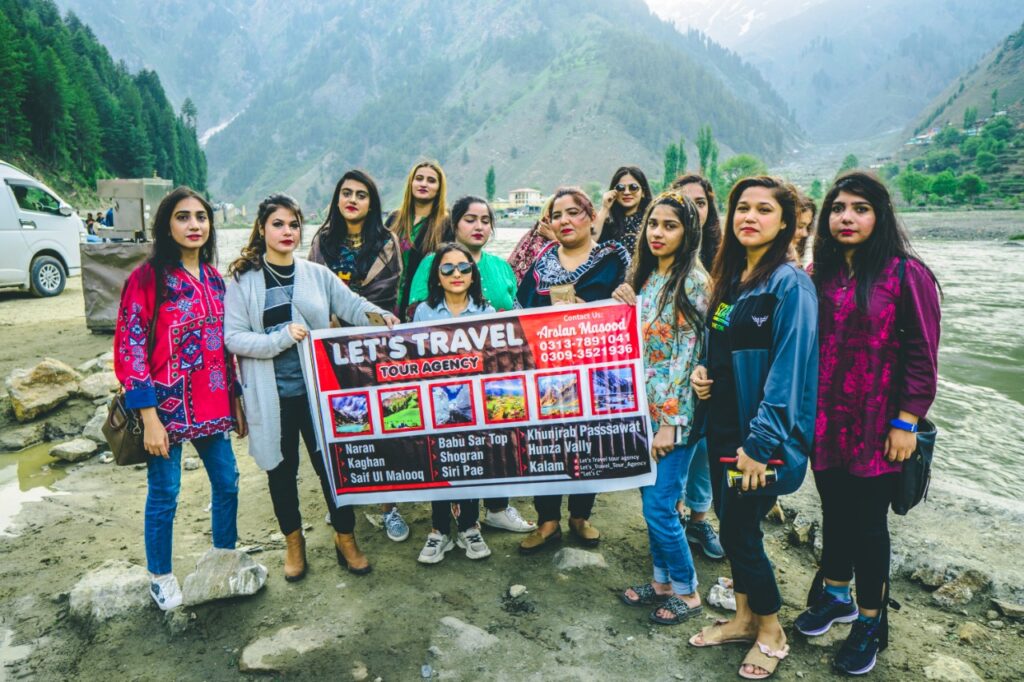 LET'S TRAVEL
TOUR AGENCY
Contact Us:
Arslan Masood
0313-7891041
0309-3521936
Naran
Kaghan
Saif Ul Malooq
Babu Sar Top
Shogran
Siri Pae
Khunjrab Passsawat
Hunza Vally
Kalam
Let's Travel tour agency
Let's_Travel_Tour_Agency
"Let's C"